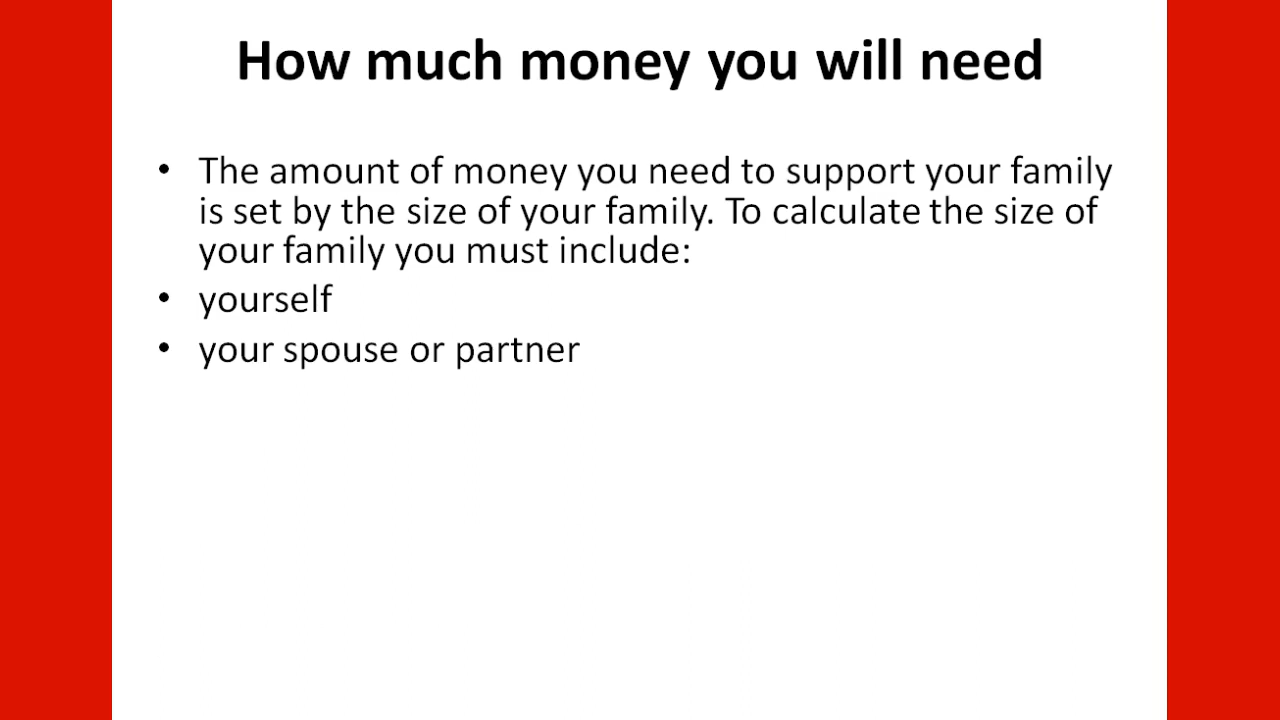 How much money you will need
• The amount of money you need to support your family
is set by the size of your family. To calculate the size of
your family you must include:
• yourself
• your spouse or partner